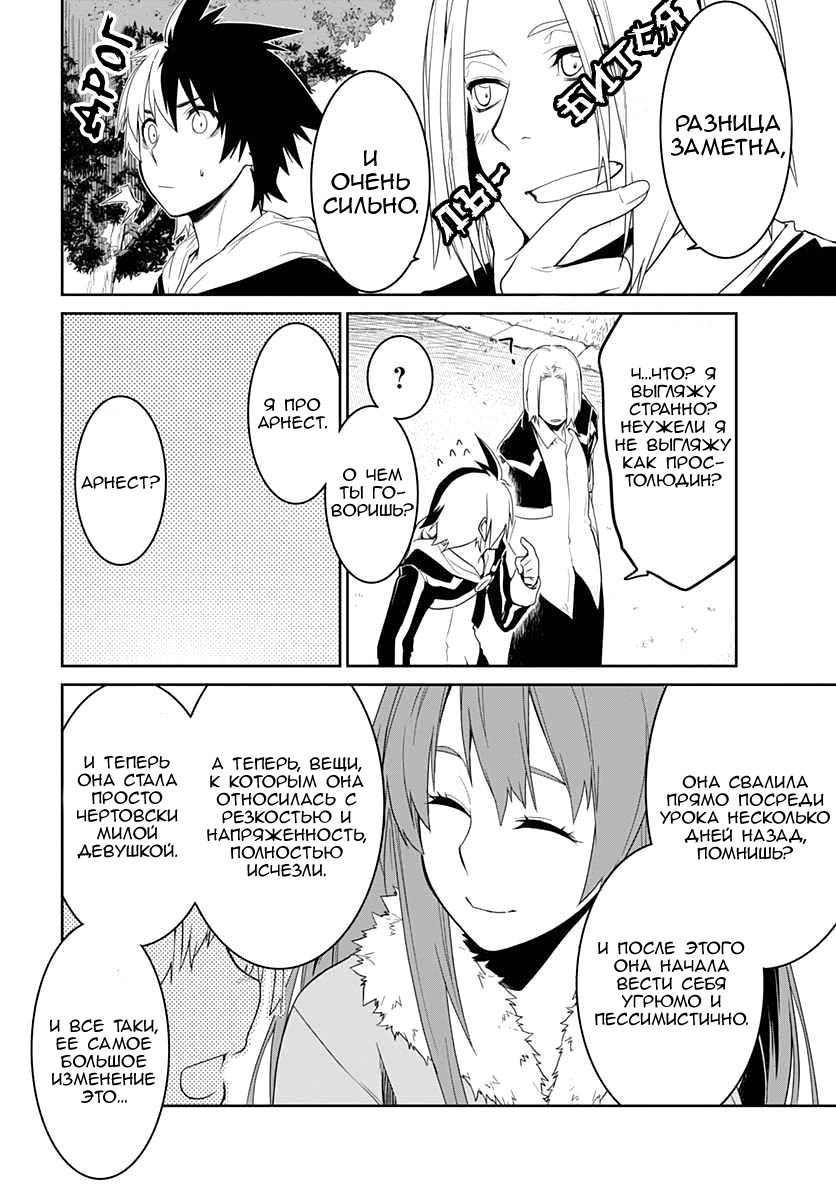 РАЗНИЦА
ЗАМЕТНА,
ДЫ-
БИТСЯ
И
ОЧЕНЬ
СИЛЬНО.
ДРОГ
Ч...ЧТО? Я
ВЫГЛЯЖУ
СТРАННО?
НЕУЖЕЛИ Я
НЕ ВЫГЛЯЖУ
КАК ПРОС-
ТОЛЮДИН?
?
?
О ЧЕМ
ТЫ ГО-
ВОРИШЬ?
Я ПРО
АРНЕСТ.
АРНЕСТ?
ОНА СВАЛИЛА
ПРЯМО ПОСРЕДИ
УРОКА НЕСКОЛЬКО
ДНЕЙ НАЗАД,
ПОМНИШЬ?
И ПОСЛЕ ЭТОГО
ОНА НАЧАЛА
ВЕСТИ СЕБЯ
УГРЮМО И
ПЕССИМИСТИЧНО.
А ТЕПЕРЬ, ВЕЩИ,
К КОТОРЫМ ОНА
ОТНОСИЛАСЬ С
РЕЗКОСТЬЮ И
НАПРЯЖЕННОСТЬ,
ПОЛНОСТЬЮ
ИСЧЕЗЛИ.
И ТЕПЕРЬ
ОНА СТАЛА
ПРОСТО
ЧЕРТОВСКИ
МИЛОЙ
ДЕВУШКОЙ.
И ВСЕ ТАКИ,
ЕЕ САМОЕ
БОЛЬШОЕ
ИЗМЕНЕНИЕ
ЭТО...